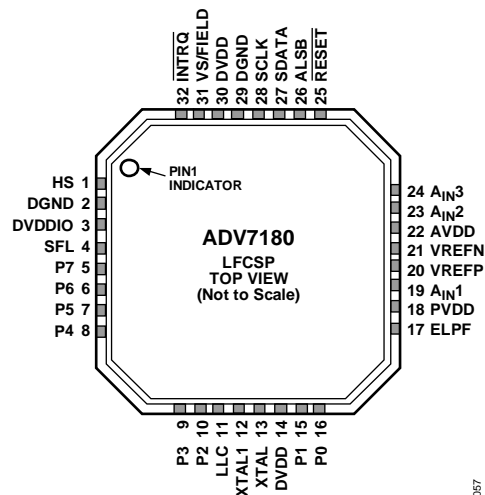 32 INTRQ
31 VS/FIELD
30 DVDD
29 DGND
28 SCLK
27 SDATA
26 ALSB
25 RESET
PIN1
INDICATOR
HS 1
DGND 2
DVDDIO 3
SFL 4
P7 5
P6 6
P5 7
P4 8
ADV7180
LFCSP
TOP VIEW
(Not to Scale)
24 AIN3
23 AIN2
22 AVDD
21 VREFN
20 VREFP
19 AIN1
18 PVDD
17 ELPF
P3 9
P2 10
LLC 11
XTAL1 12
XTAL 13
DVDD 14
P1 15
P0 16
057